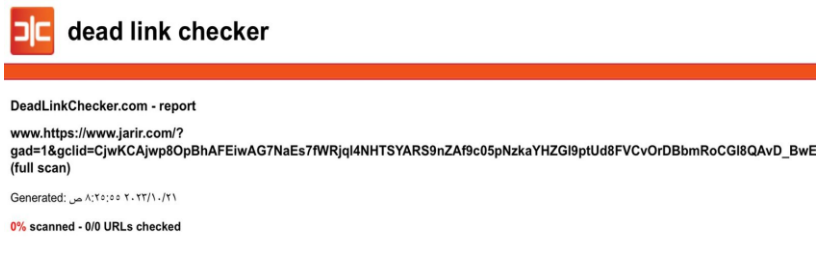 dead link checker
DeadLinkChecker.com - report
www.https://www.jarir.com/?
gad=1&gclid=CjwKCAjwp8OpBhAFEiwAG7NaEs7fWRjqI4NHTSYARS9nZAf9c05pNzkaYHZGl9ptUd8FVCvOrDBbmRoCGI8QAvD_BwE
(full scan)
Generated: ٢٠٢٣/١٠/٢١ ٨:٢٥:٥٥ ص
0% scanned - 0/0 URLs checked